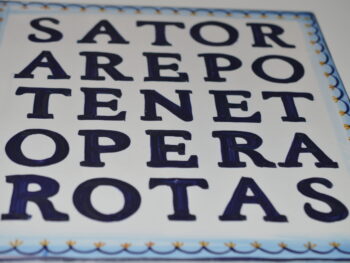 SATOR
AREPO
TENET
OPERA
ROTAS